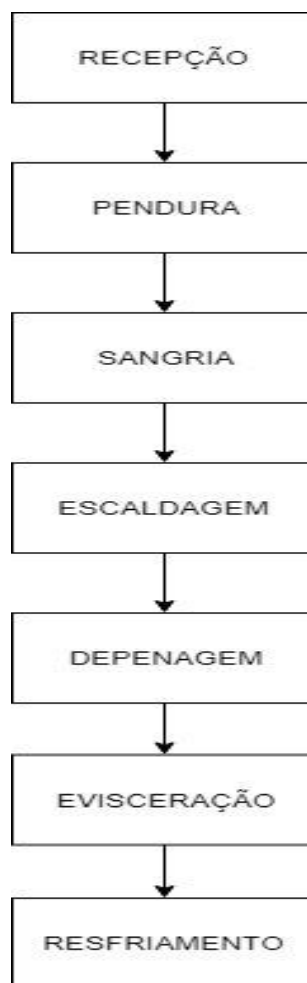 RECEPÇÃO
PENDURA
SANGRIA
ESCALDAGEM
DEPENAGEM
EVISCERAÇÃO
RESFRIAMENTO